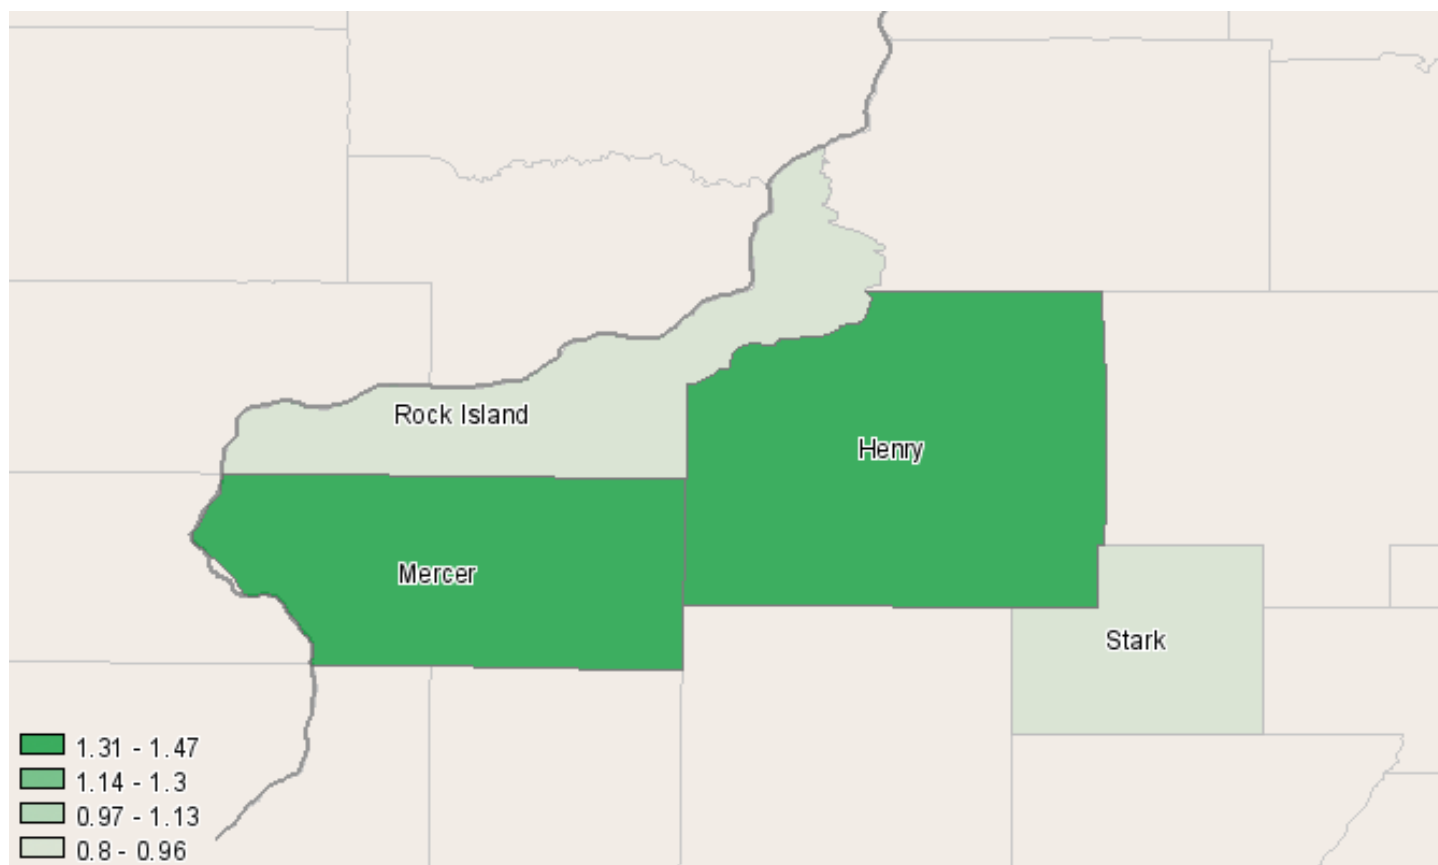 Rock Island
Henry
Mercer
Stark
1.31 - 1.47
1.14 - 1.3
0.97 - 1.13
0.8 - 0.96